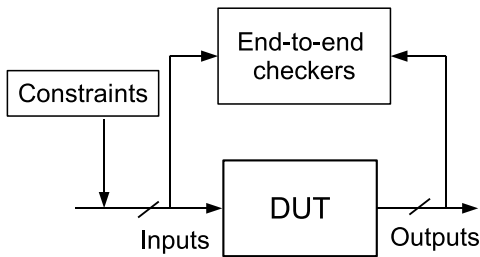 End-to-end
checkers
Constraints
DUT
Inputs
Outputs